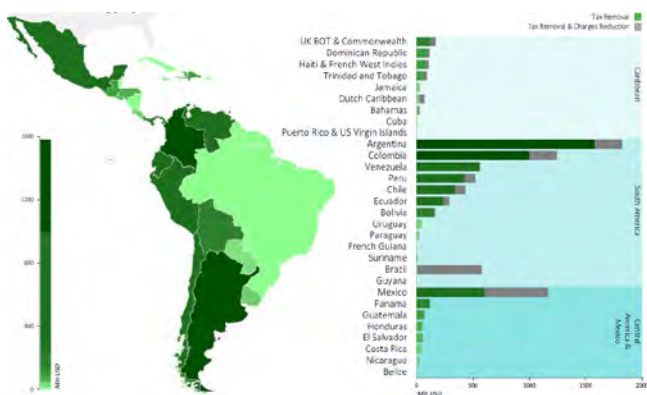 Tax Removal
Tax Removal & Charges Reduction
UK BOT & Commonwealth
Dominican Republic
Haiti & French West Indies
Trinidad and Tobago
Jamaica
Dutch Caribbean
Bahamas
Cuba
Puerto Rico & US Virgin Islands
Caribbean
Argentina
Colombia
Venezuela
Peru
Chile
Ecuador
Bolivia
Uruguay
Paraguay
French Guiana
Suriname
Brazil
Guyana
South America
Mexico
Panama
Guatemala
Honduras
El Salvador
Costa Rica
Nicaragua
Belize
Central
America &
Mexico
0
500
1000
1500
2000
1200
800
400
0
Mln USD